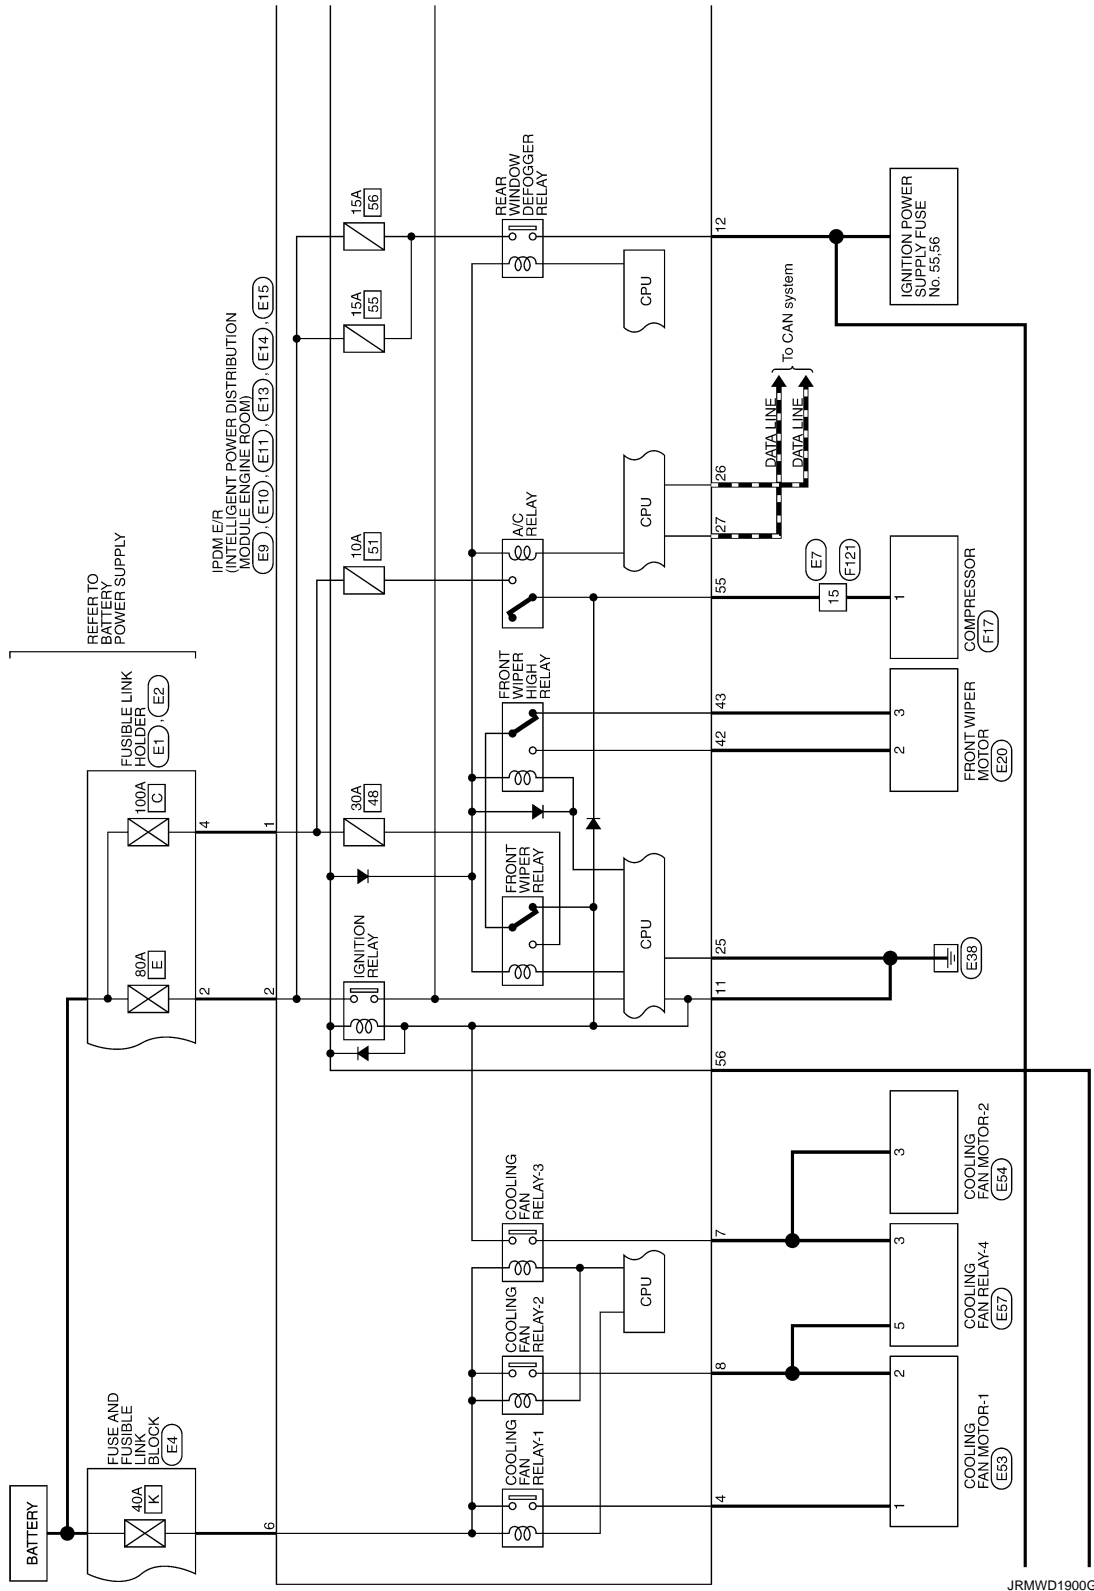 BATTERY
FUSE AND
FUSIBLE
LINK
BLOCK
E4
40A
K
6
REFER TO
BATTERY
POWER SUPPLY
FUSIBLE LINK
HOLDER
E1 , E2
80A
E
100A
C
2
4
2
1
IPDM E/R
(INTELLIGENT POWER DISTRIBUTION
MODULE ENGINE ROOM)
E9 , E10 , E11 , E13 , E14 , E15
IGNITION
RELAY
30A
48
10A
51
15A
55
15A
56
COOLING
FAN
RELAY-1
COOLING
FAN
RELAY-2
COOLING
FAN
RELAY-3
FRONT
WIPER
RELAY
FRONT
WIPER
HIGH
RELAY
A/C
RELAY
REAR
WINDOW
DEFOGGER
RELAY
CPU
CPU
CPU
CPU
4
8
7
56
11
25
42
43
55
27
26
12
DATA LINE
DATA LINE
To CAN system
15
E7
F121
1
2
COOLING
FAN MOTOR-1
E53
5
3
COOLING
FAN RELAY-4
E57
3
COOLING
FAN MOTOR-2
E54
E38
2
3
FRONT WIPER
MOTOR
E20
1
COMPRESSOR
F17
IGNITION POWER
SUPPLY FUSE
No. 55,56
JRMWD1900G